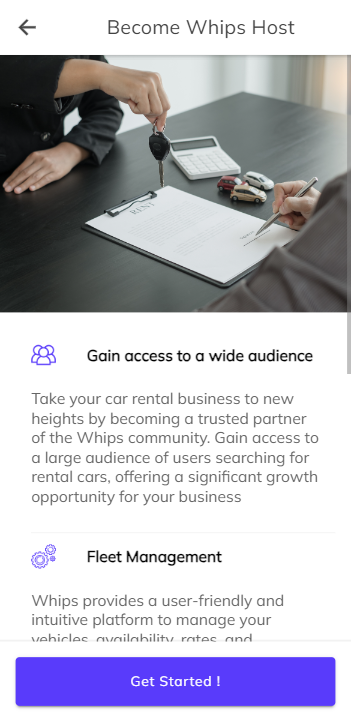 Become Whips Host
RENT
Gain access to a wide audience
Take your car rental business to new
heights by becoming a trusted partner
of the Whips community. Gain access to
a large audience of users searching for
rental cars, offering a significant growth
opportunity for your business
Fleet Management
Whips provides a user-friendly and
intuitive platform to manage your
vehicles, availability, rates, and
Get Started !